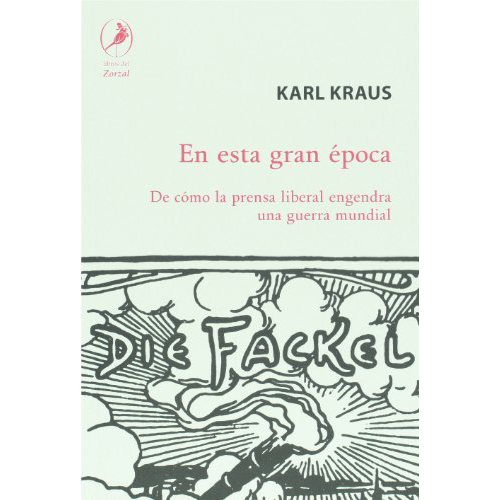 libros del
Zorzal
KARL KRAUS
En esta gran época
De cómo la prensa liberal engendra
una guerra mundial
DIE FACKEL